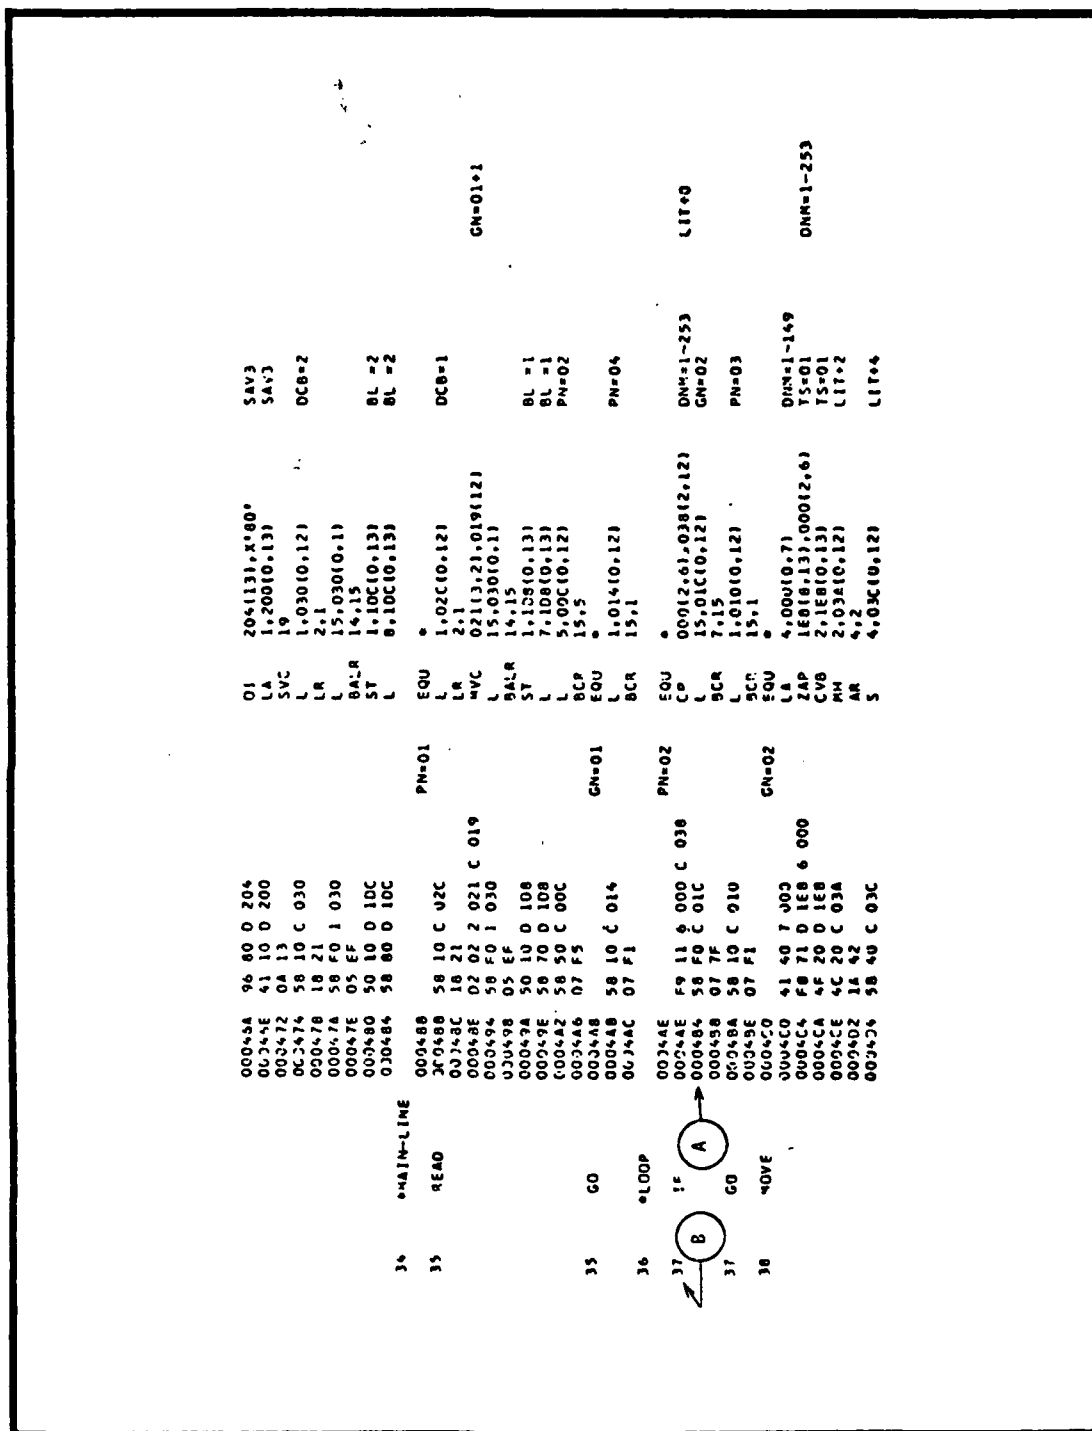 00046A 96 80 D 204 OI 204(13),X'80' SAV3
00046E 41 10 D 200 LA 1,200(0,13) SAV3
000472 0A 13 SVC 19
000474 58 10 C 030 L 1,030(0,12) DCB=2
000478 18 21 LR 2,1
00047A 58 F0 1 030 L 15,030(0,1)
00047E 05 EF BALR 14,15
000480 50 10 D 10C ST 1,10C(0,13) BL =2
000484 58 80 D 10C L 8,10C(0,13) BL =2
34 *MAIN-LINE
000488 PN=01 EQU *
35 READ 000488 58 10 C 02C L 1,02C(0,12) DCB=1
00048C 18 21 LR 2,1
00048E D2 02 2 021 C 019 MVC 021(3,2),019(12) GN=01+1
000494 58 F0 1 030 L 15,030(0,1)
000498 05 EF BALR 14,15
00049A 50 10 D 108 ST 1,108(0,13) BL =1
00049E 58 70 D 108 L 7,108(0,13) BL =1
0004A2 58 50 C 00C L 5,00C(0,12) PN=02
0004A6 07 F5 BCR 15,5
0004A8 GN=01 EQU *
35 GO 0004A8 58 10 C 014 L 1,014(0,12) PN=04
0004AC 07 F1 BCR 15,1
36 *LOOP
0004AE PN=02 EQU *
37 IF 0004AE F9 11 6 000 C 038 CP 000(2,6),038(2,12) DNM=1-253 LIT+0
B A 0004B4 58 F0 C 01C L 15,01C(0,12) GN=02
0004B8 07 7F BCR 7,15
37 GO 0004BA 58 10 C 010 L 1,010(0,12) PN=03
0004BE 07 F1 BCR 15,1
0004C0 GN=02 EQU *
38 MOVE 0004C0 41 40 7 000 LA 4,000(0,7) DNM=1-149
0004C4 F8 71 D 1E8 6 000 ZAP 1E8(8,13),000(2,6) TS=01 DNM=1-253
0004CA 4F 20 D 1E8 CVB 2,1E8(0,13) TS=01
0004CE 4C 20 C 03A MH 2,03A(0,12) LIT+2
0004D2 1A 42 AR 4,2
0004D4 5B 40 C 03C S 4,03C(0,12) LIT+4